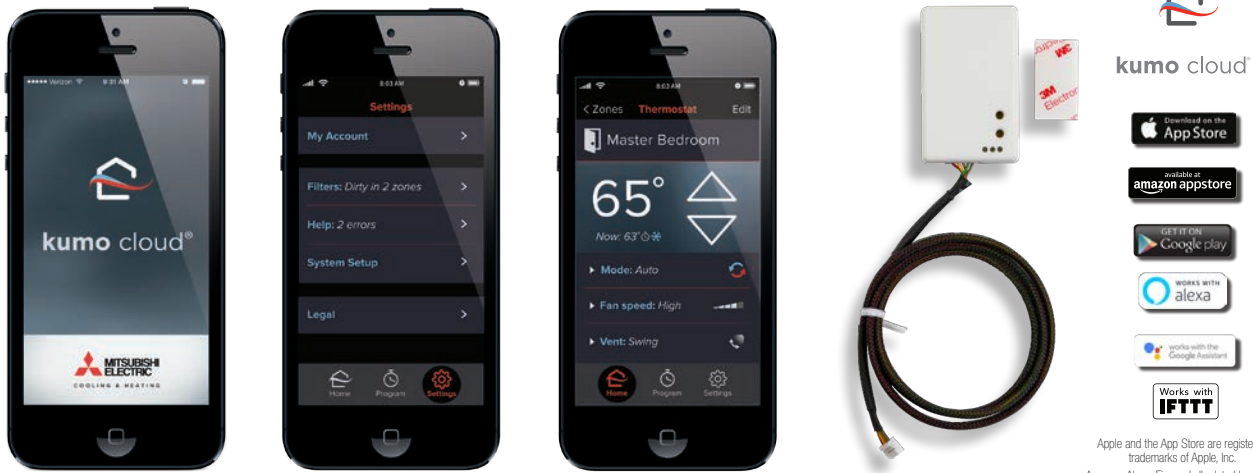 Verizon 9:31 AM
kumo cloud®
MITSUBISHI
ELECTRIC
COOLING & HEATING
8:03 AM
Settings
My Account
Filters: Dirty in 2 zones
Help: 2 errors
System Setup
Legal
Home Program Settings
8:03 AM
< Zones Thermostat Edit
Master Bedroom
65°
Now: 63°
Mode: Auto
Fan speed: High
Vent: Swing
Home Program Settings
3M
Electron
kumo cloud®
Download on the
App Store
available at
amazon appstore
GET IT ON
Google play
WORKS WITH
alexa
works with the
Google Assistant
Works with
IFTTT
Apple and the App Store are registe
trademarks of Apple, Inc.